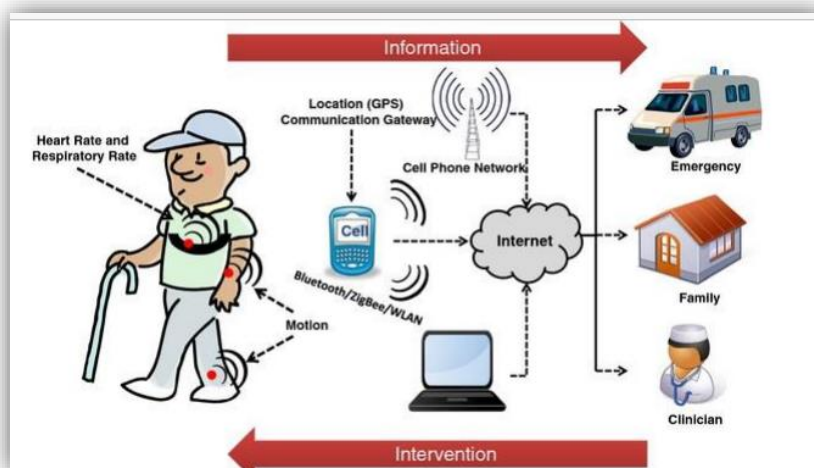 Information
Location (GPS)
Communication Gateway
Heart Rate and
Respiratory Rate
Cell Phone Network
Emergency
Cell
Internet
Bluetooth/ZigBee/WLAN
Family
Motion
Clinician
Intervention